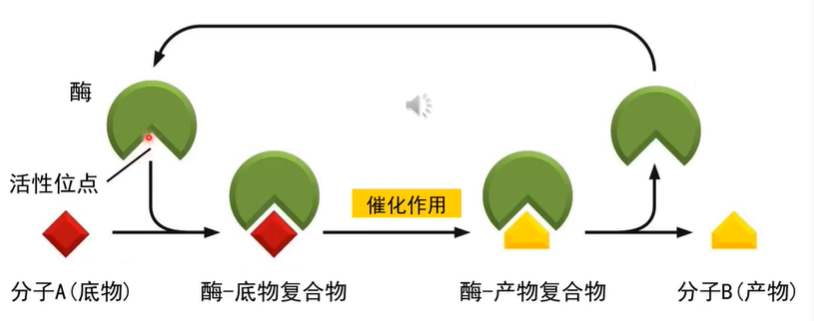 酶
活性位点
催化作用
分子A(底物)
酶-底物复合物
酶-产物复合物
分子B(产物)